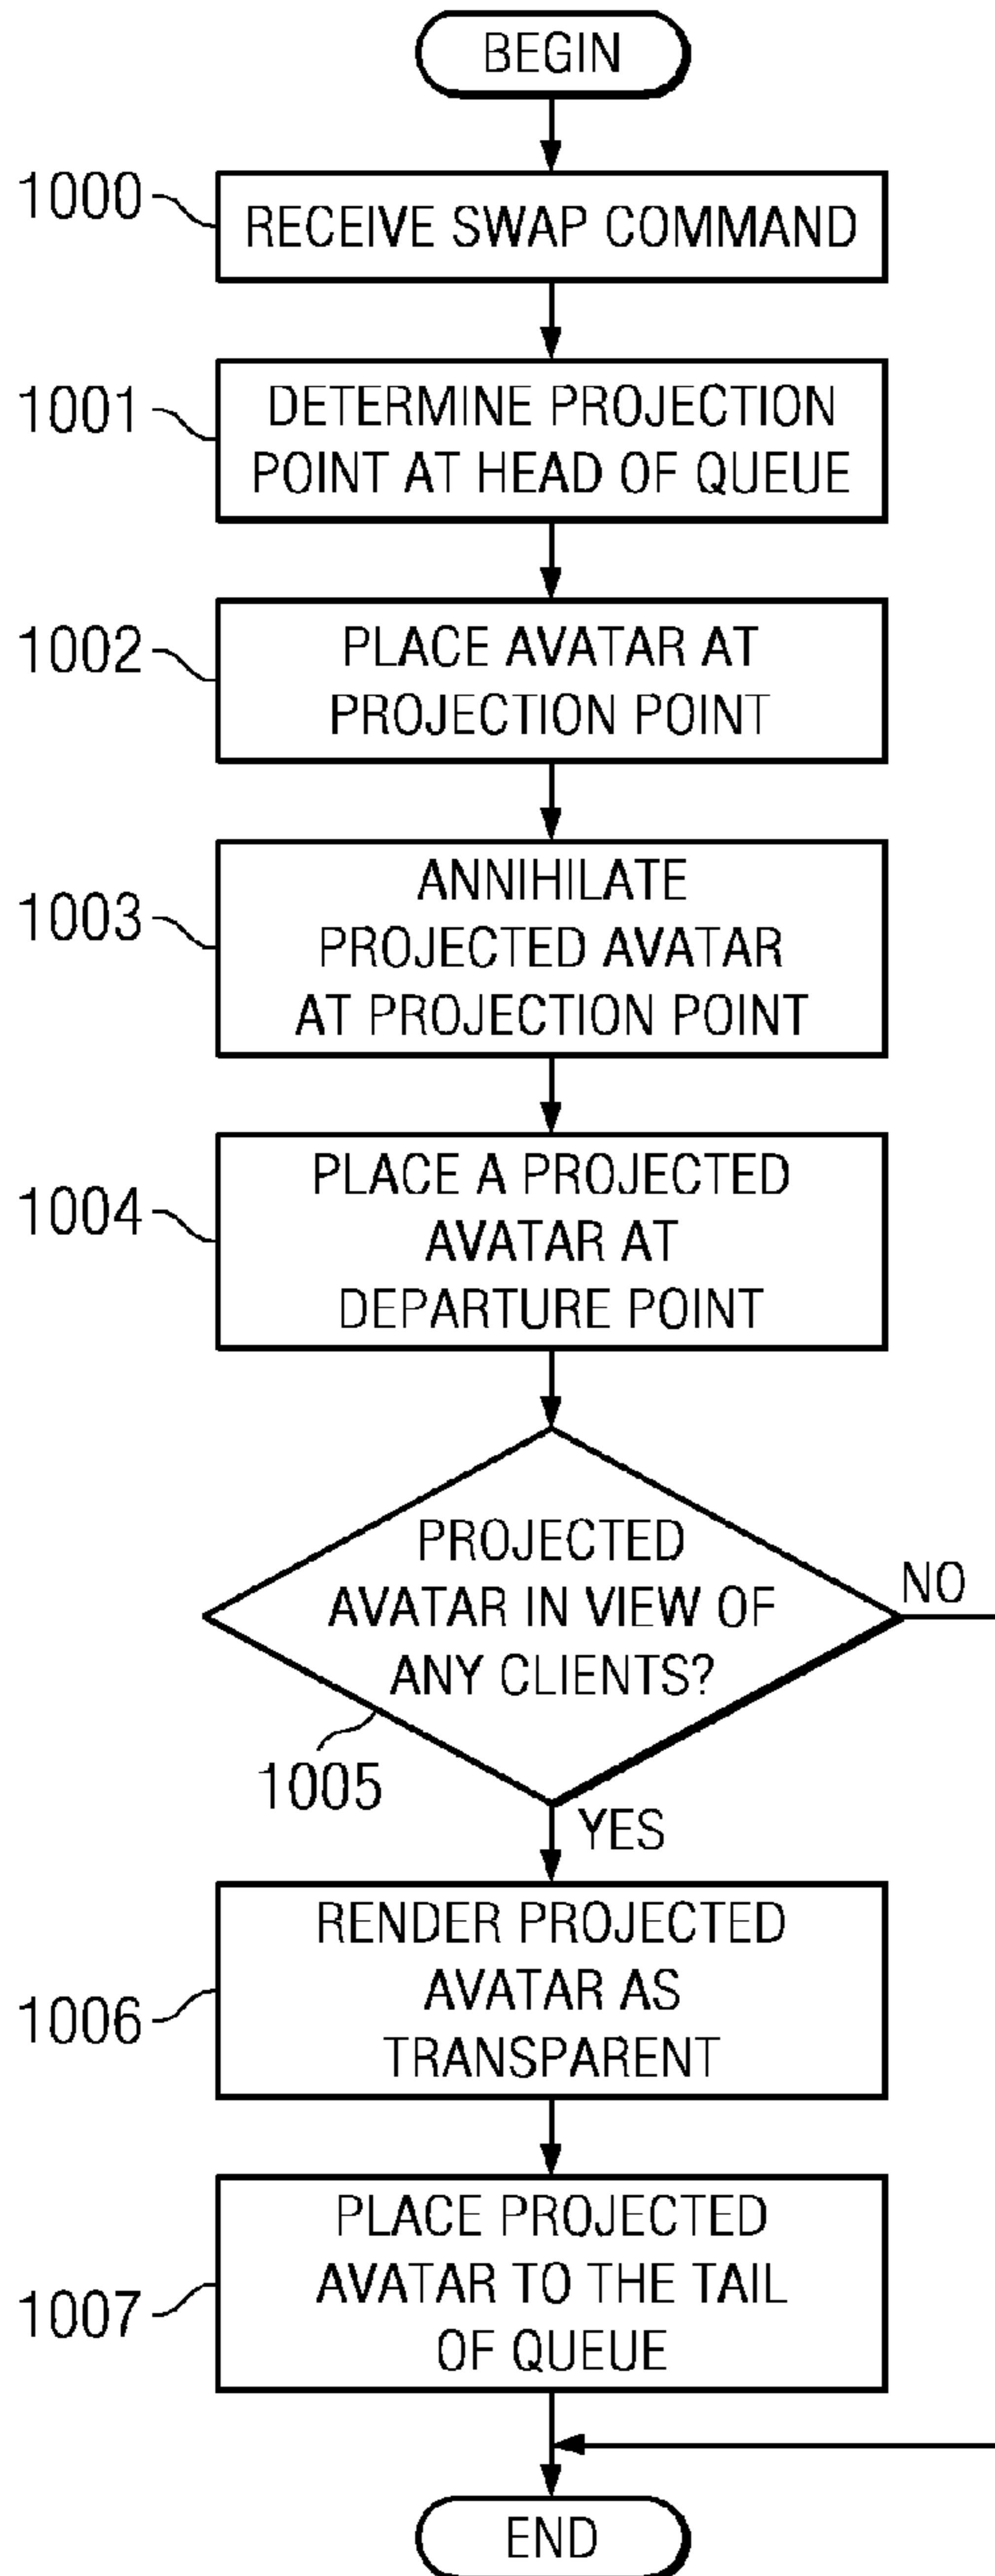 BEGIN
1000
RECEIVE SWAP COMMAND
1001
DETERMINE PROJECTION
POINT AT HEAD OF QUEUE
1002
PLACE AVATAR AT
PROJECTION POINT
1003
ANNIHILATE
PROJECTED AVATAR
AT PROJECTION POINT
1004
PLACE A PROJECTED
AVATAR AT
DEPARTURE POINT
PROJECTED
AVATAR IN VIEW OF
ANY CLIENTS?
NO
1005
YES
1006
RENDER PROJECTED
AVATAR AS
TRANSPARENT
1007
PLACE PROJECTED
AVATAR TO THE TAIL
OF QUEUE
END